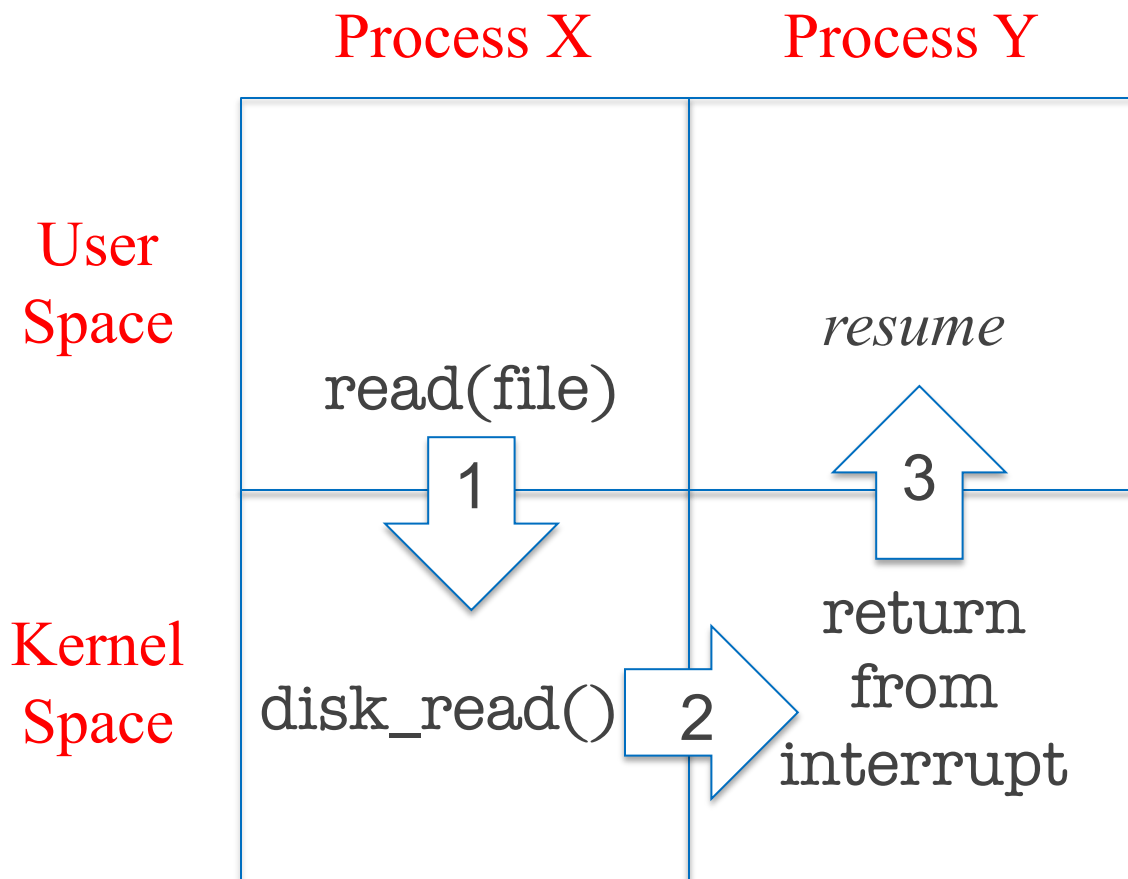 Process X
Process Y
User
Space
read(file)
resume
1
3
Kernel
Space
disk_read()
2
return
from
interrupt